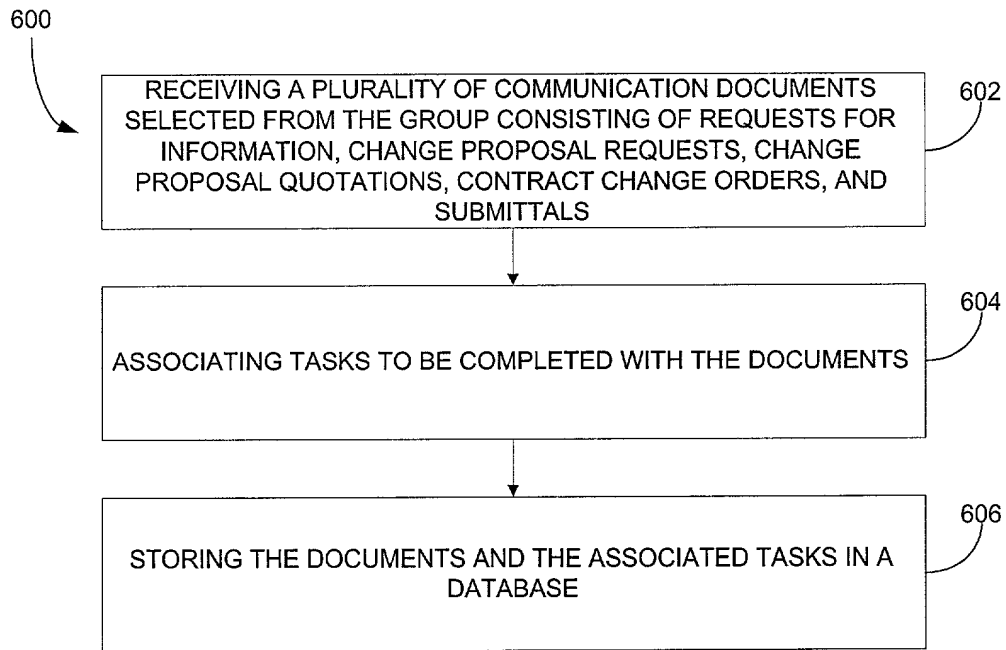 600
RECEIVING A PLURALITY OF COMMUNICATION DOCUMENTS
SELECTED FROM THE GROUP CONSISTING OF REQUESTS FOR
INFORMATION, CHANGE PROPOSAL REQUESTS, CHANGE
PROPOSAL QUOTATIONS, CONTRACT CHANGE ORDERS, AND
SUBMITTALS
602
ASSOCIATING TASKS TO BE COMPLETED WITH THE DOCUMENTS
604
STORING THE DOCUMENTS AND THE ASSOCIATED TASKS IN A
DATABASE
606